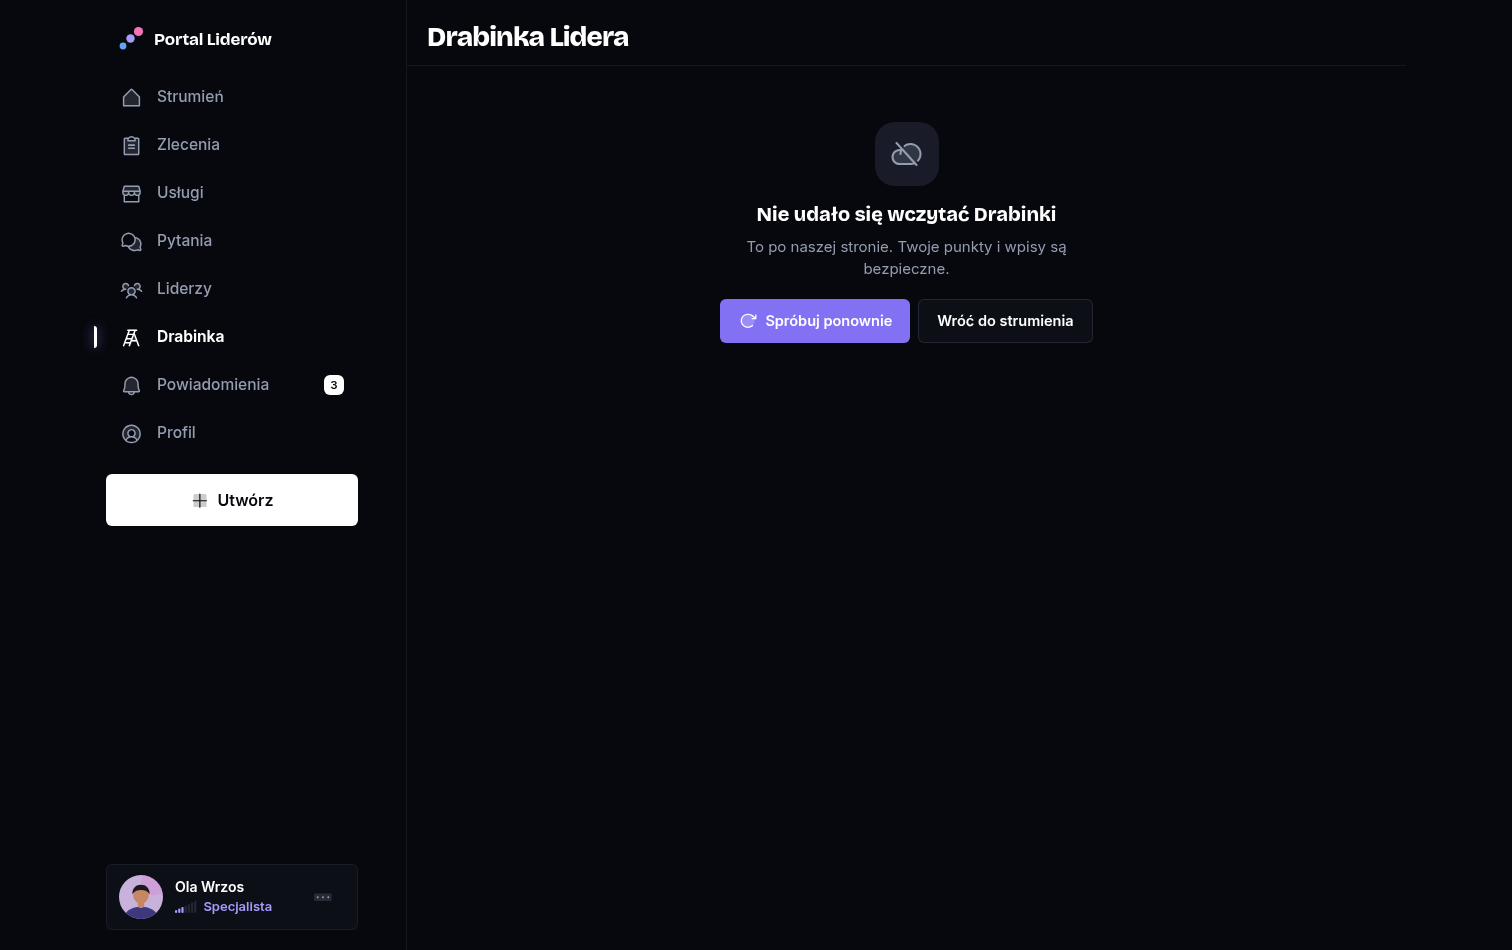 Portal Liderów
Drabinka Lidera
Strumień
Zlecenia
Usługi
Pytania
Liderzy
Drabinka
Powiadomienia 3
Profil
Utwórz
Nie udało się wczytać Drabinki
To po naszej stronie. Twoje punkty i wpisy są
bezpieczne.
Spróbuj ponownie
Wróć do strumienia
Ola Wrzos
Specjalista